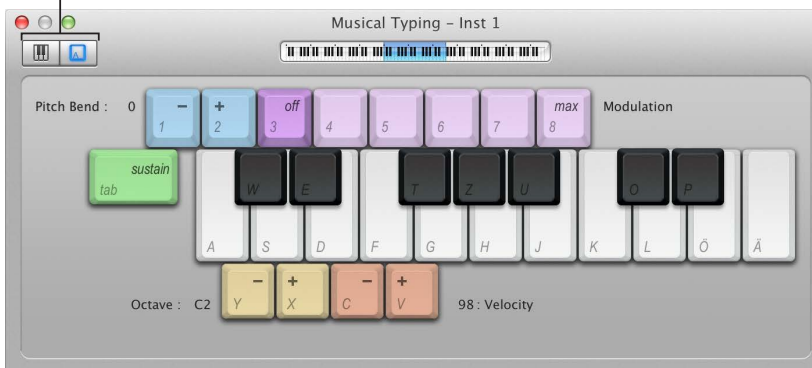 Musical Typing – Inst 1
Pitch Bend : 0 – 1 + 2 off 3 4 5 6 7 max 8 Modulation
sustain
tab
W E T Z U O P
A S D F G H J K L Ö Ä
Octave : C2 – Y + X – C + V 98 : Velocity